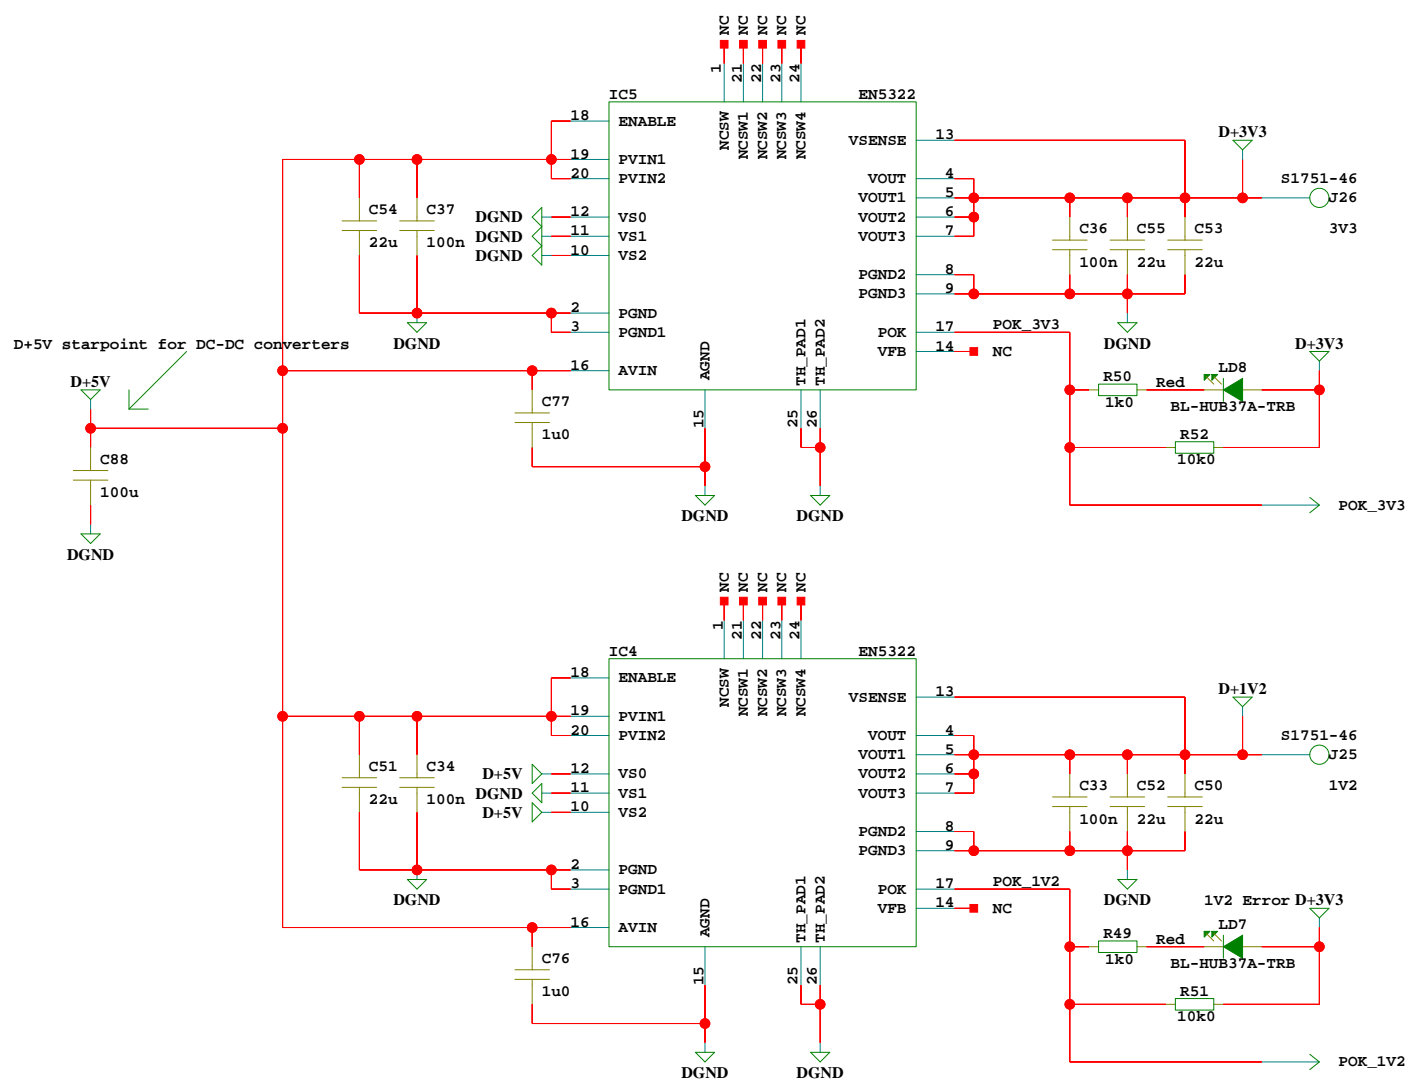 NC NC NC NC NC
1 21 22 23 24
IC5 EN5322
NCSW NCSW1 NCSW2 NCSW3 NCSW4
18 ENABLE
VSENSE 13
D+3V3
19 PVIN1
20 PVIN2
VOUT 4
S1751-46
VOUT1 5
J26
C54 C37
DGND 12 VS0
VOUT2 6
3V3
22u 100n
DGND 11 VS1
VOUT3 7
C36 C55 C53
DGND 10 VS2
100n 22u 22u
PGND2 8
PGND3 9
2 PGND
3 PGND1
DGND
POK 17 POK_3V3
DGND
D+5V starpoint for DC-DC converters
VFB 14 NC
D+3V3
16 AVIN
AGND
TH_PAD1 TH_PAD2
R50 Red LD8
1k0 BL-HUB37A-TRB
D+5V
C77
1u0
15 25 26
R52
10k0
C88
100u
DGND DGND
POK_3V3
DGND
NC NC NC NC NC
1 21 22 23 24
IC4 EN5322
NCSW NCSW1 NCSW2 NCSW3 NCSW4
18 ENABLE
VSENSE 13
D+1V2
19 PVIN1
20 PVIN2
VOUT 4
S1751-46
VOUT1 5
J25
C51 C34
D+5V 12 VS0
VOUT2 6
1V2
22u 100n
DGND 11 VS1
VOUT3 7
C33 C52 C50
D+5V 10 VS2
100n 22u 22u
PGND2 8
PGND3 9
2 PGND
3 PGND1
DGND
POK 17 POK_1V2
DGND
VFB 14 NC
1V2 Error D+3V3
16 AVIN
AGND
TH_PAD1 TH_PAD2
R49 Red LD7
1k0 BL-HUB37A-TRB
C76
1u0
15 25 26
R51
10k0
DGND DGND
POK_1V2